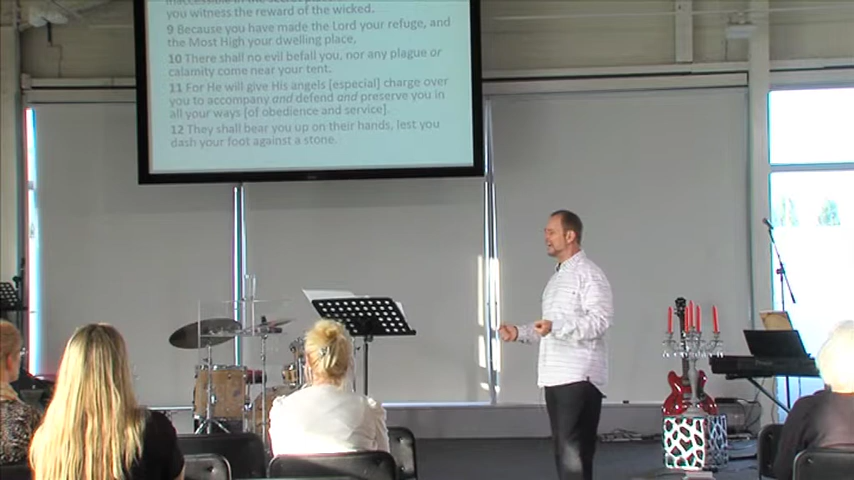 you witness the reward of the wicked.
9 Because you have made the Lord your refuge, and
the Most High your dwelling place,
10 There shall no evil befall you, nor any plague or
calamity come near your tent.
11 For He will give His angels [especial] charge over
you to accompany and defend and preserve you in
all your ways [of obedience and service].
12 They shall bear you up on their hands, lest you
dash your foot against a stone.